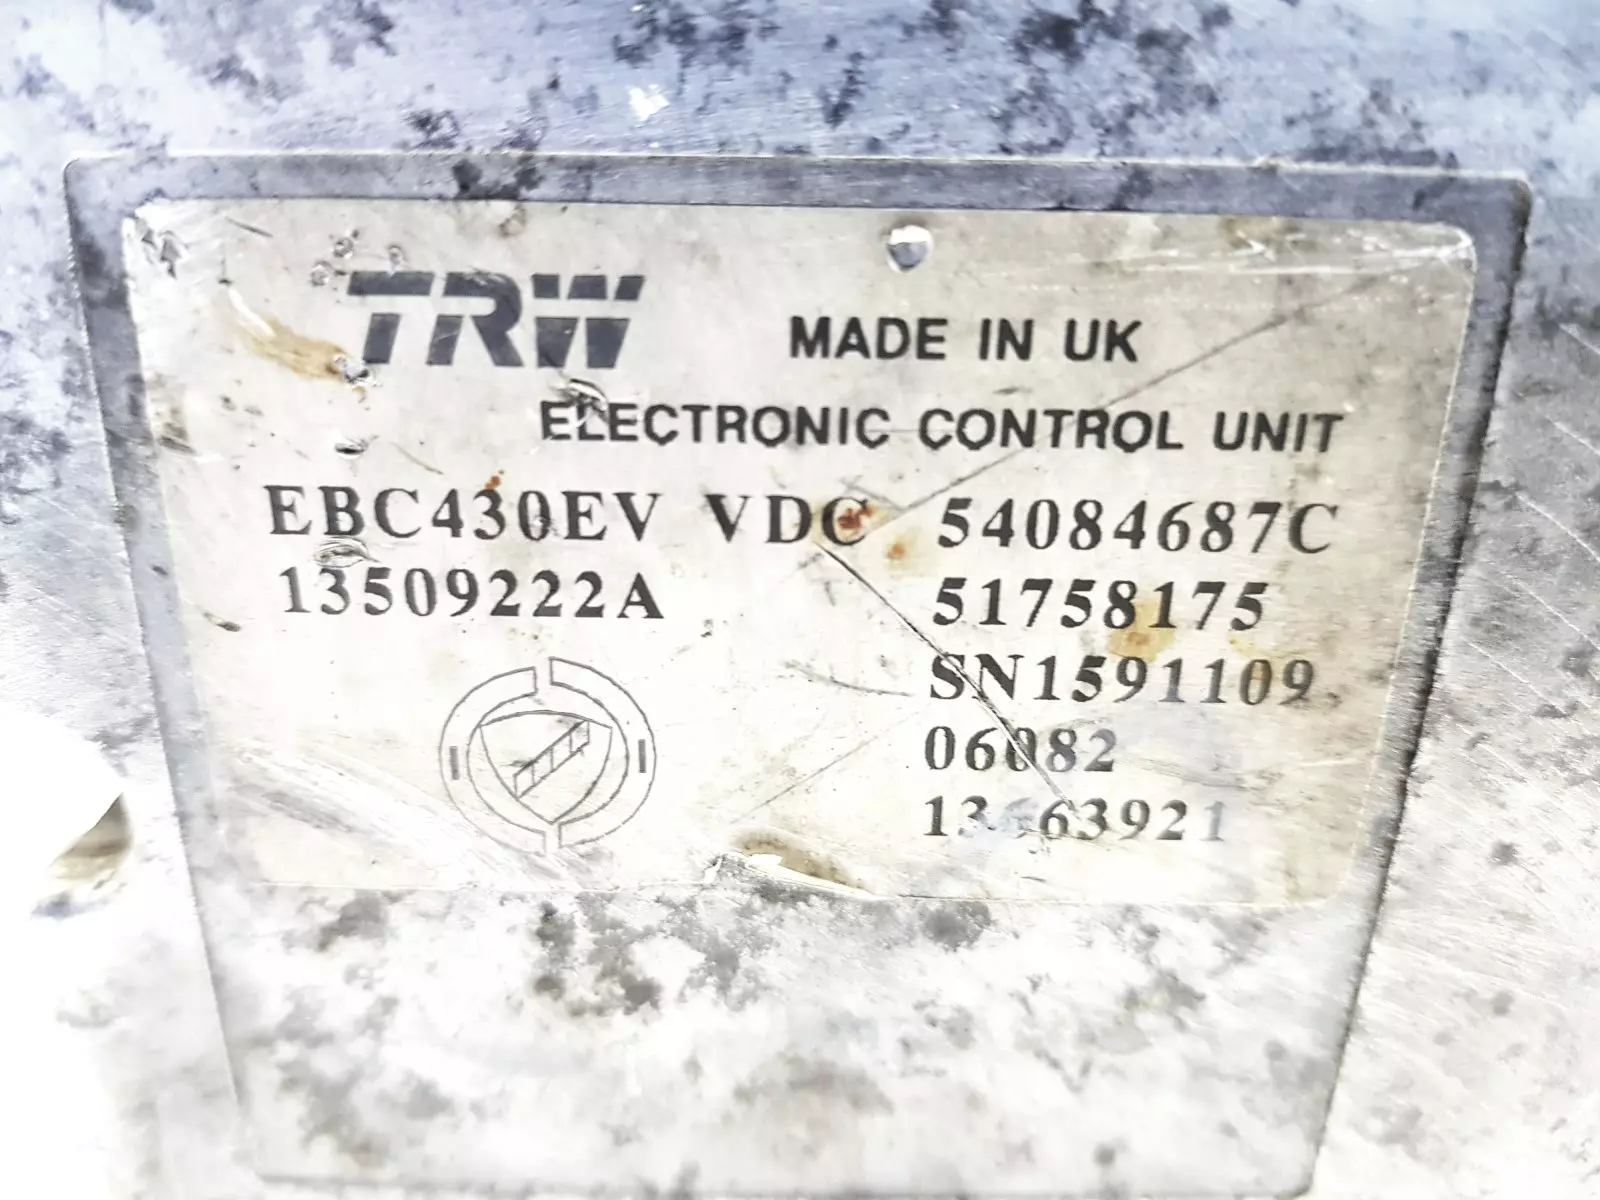 TRW MADE IN UK
ELECTRONIC CONTROL UNIT
EBC430EV VDC 54084687C
13509222A 51758175
SN1591109
06082